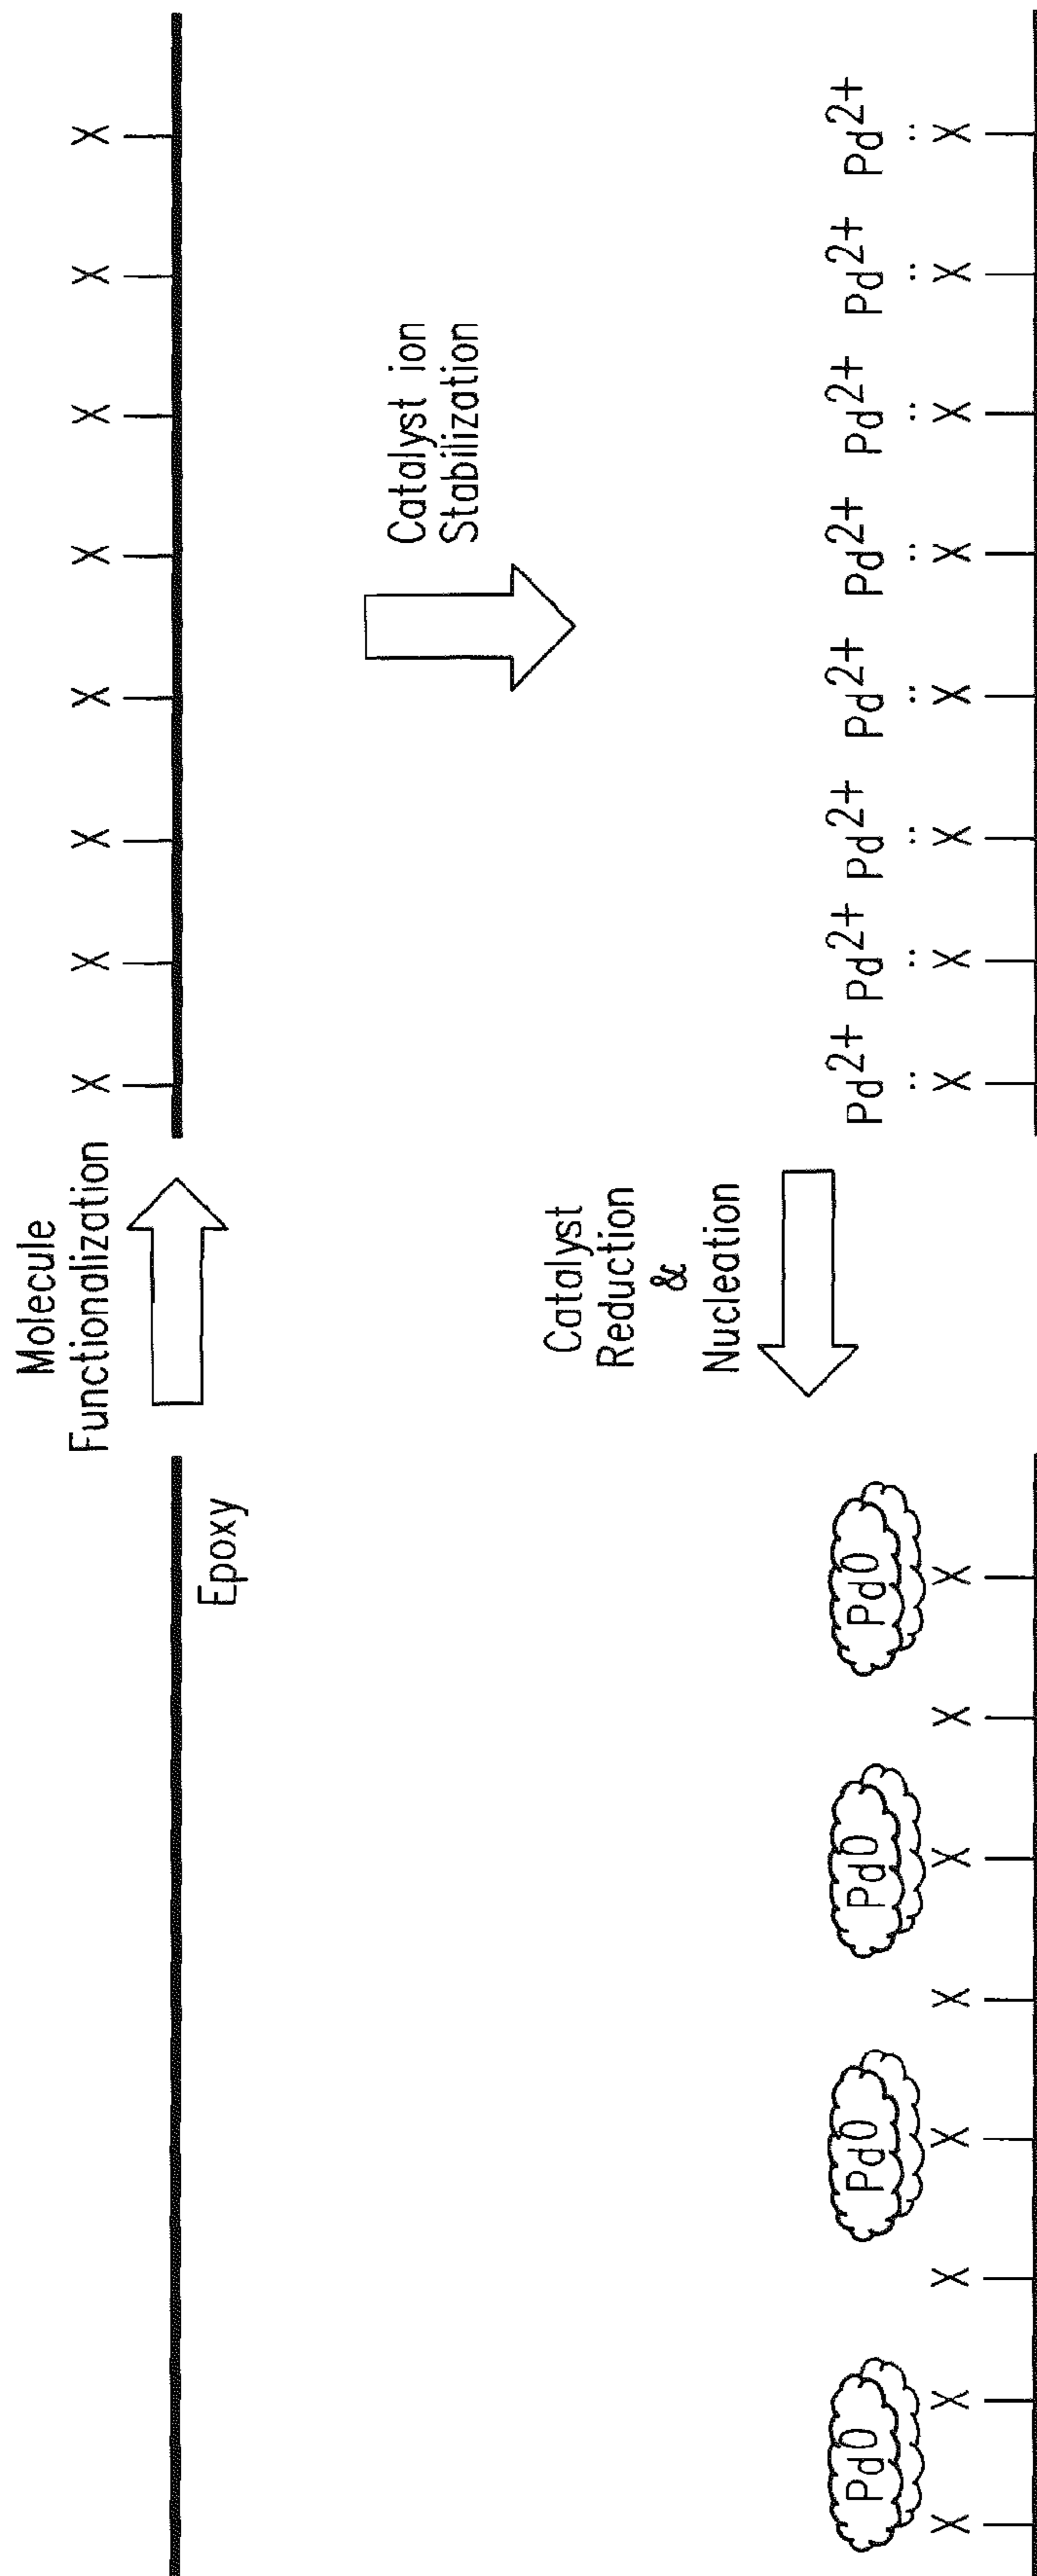 Molecule
Functionalization
X X X X X X X X
Epoxy
Catalyst ion
Stabilization
Catalyst
Reduction
&
Nucleation
Pd0 Pd0 Pd0 Pd0
X X X X X X X X
Pd2+ Pd2+ Pd2+ Pd2+ Pd2+ Pd2+ Pd2+ Pd2+
X X X X X X X X